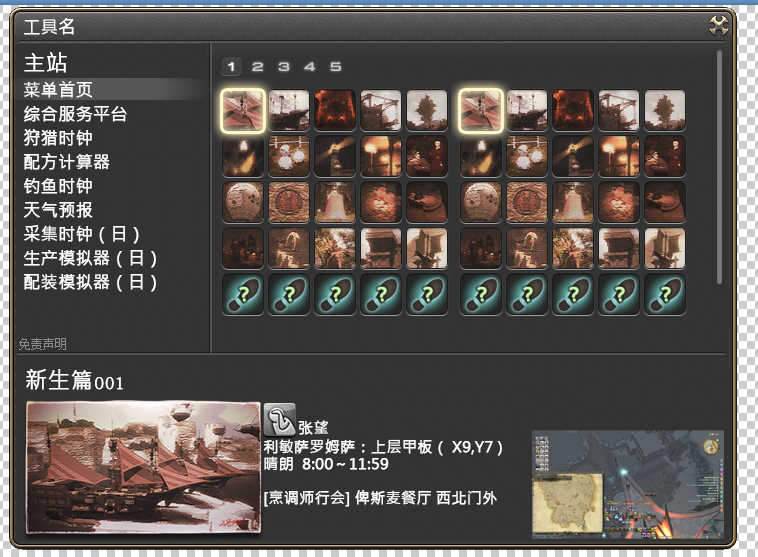 工具名
主站
菜单首页
综合服务平台
狩猎时钟
配方计算器
钓鱼时钟
天气预报
采集时钟（日）
生产模拟器（日）
配装模拟器（日）
免责声明
1 2 3 4 5
? ? ? ? ? ? ? ? ? ?
新生篇001
张望
利敏萨罗姆萨：上层甲板（ X9,Y7 ）
晴朗 8:00 ~ 11:59
[烹调师行会] 俾斯麦餐厅 西北门外